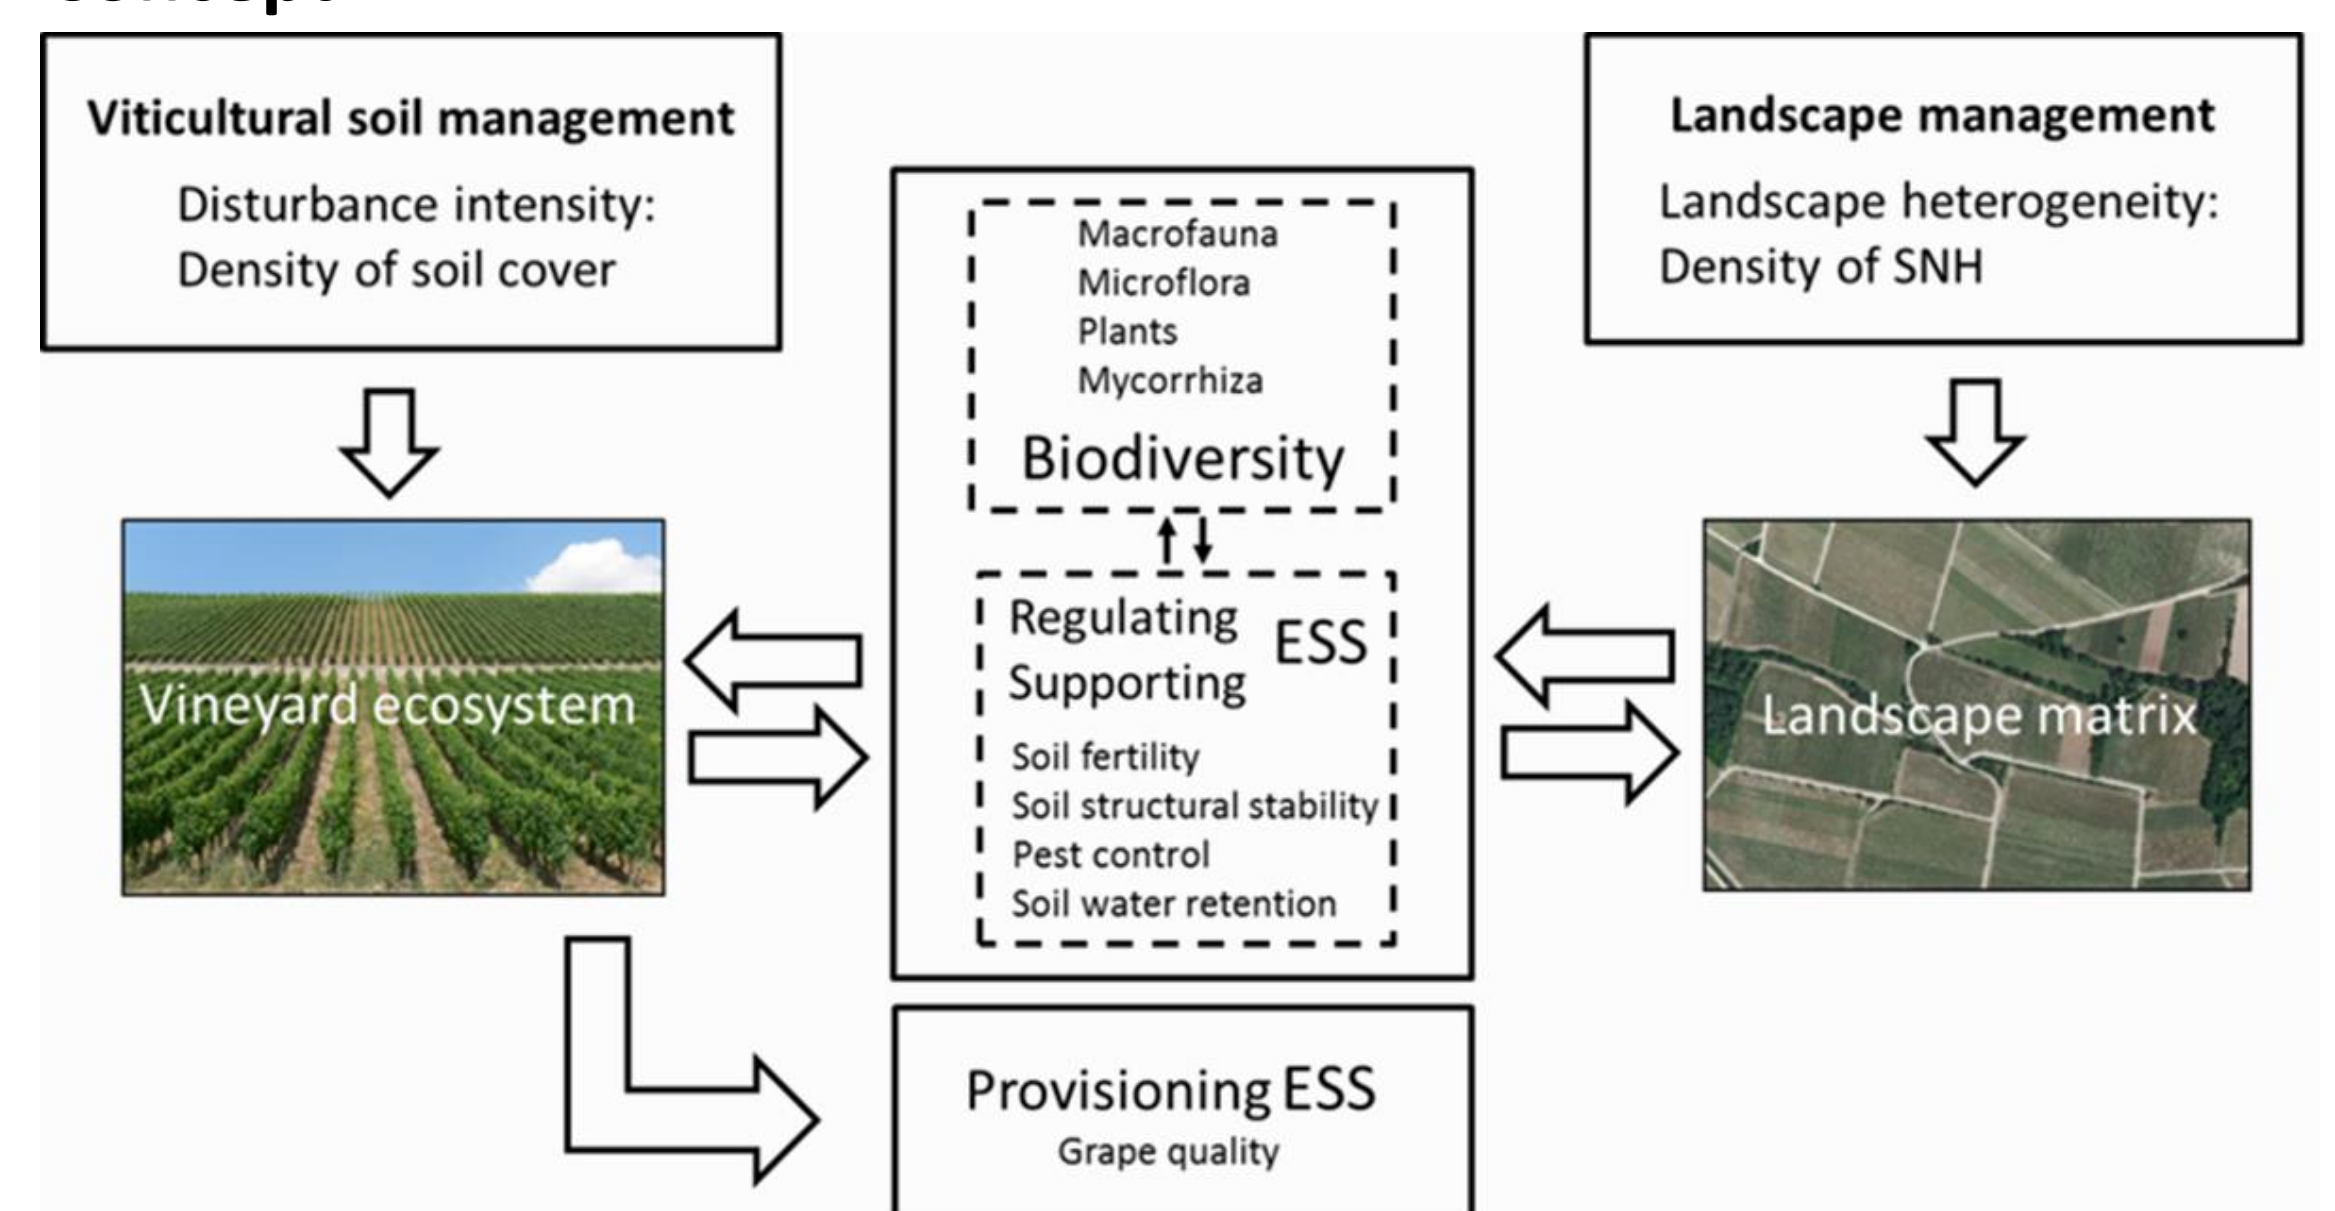 Viticultural soil management
Disturbance intensity:
Density of soil cover
Landscape management
Landscape heterogeneity:
Density of SNH
Macrofauna
Microflora
Plants
Mycorrhiza
Biodiversity
Regulating ESS
Supporting
Soil fertility
Soil structural stability
Pest control
Soil water retention
Vineyard ecosystem
Landscape matrix
Provisioning ESS
Grape quality